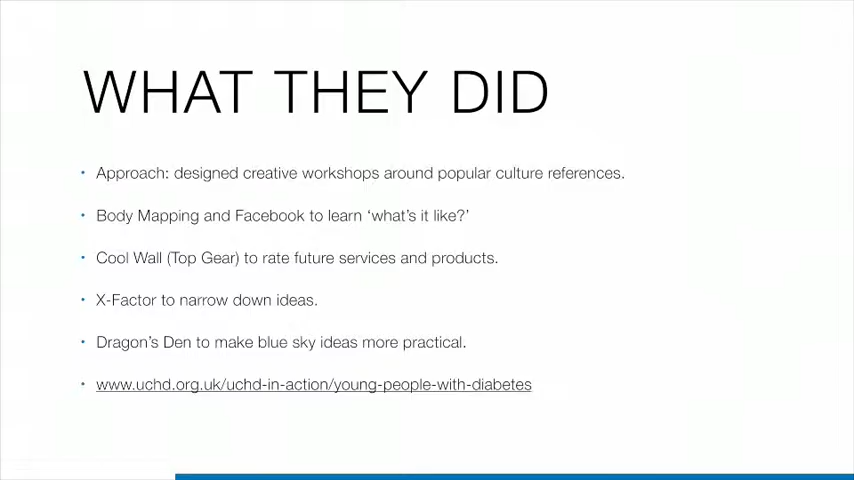 WHAT THEY DID
• Approach: designed creative workshops around popular culture references.
• Body Mapping and Facebook to learn ‘what’s it like?’
• Cool Wall (Top Gear) to rate future services and products.
• X-Factor to narrow down ideas.
• Dragon’s Den to make blue sky ideas more practical.
• www.uchd.org.uk/uchd-in-action/young-people-with-diabetes